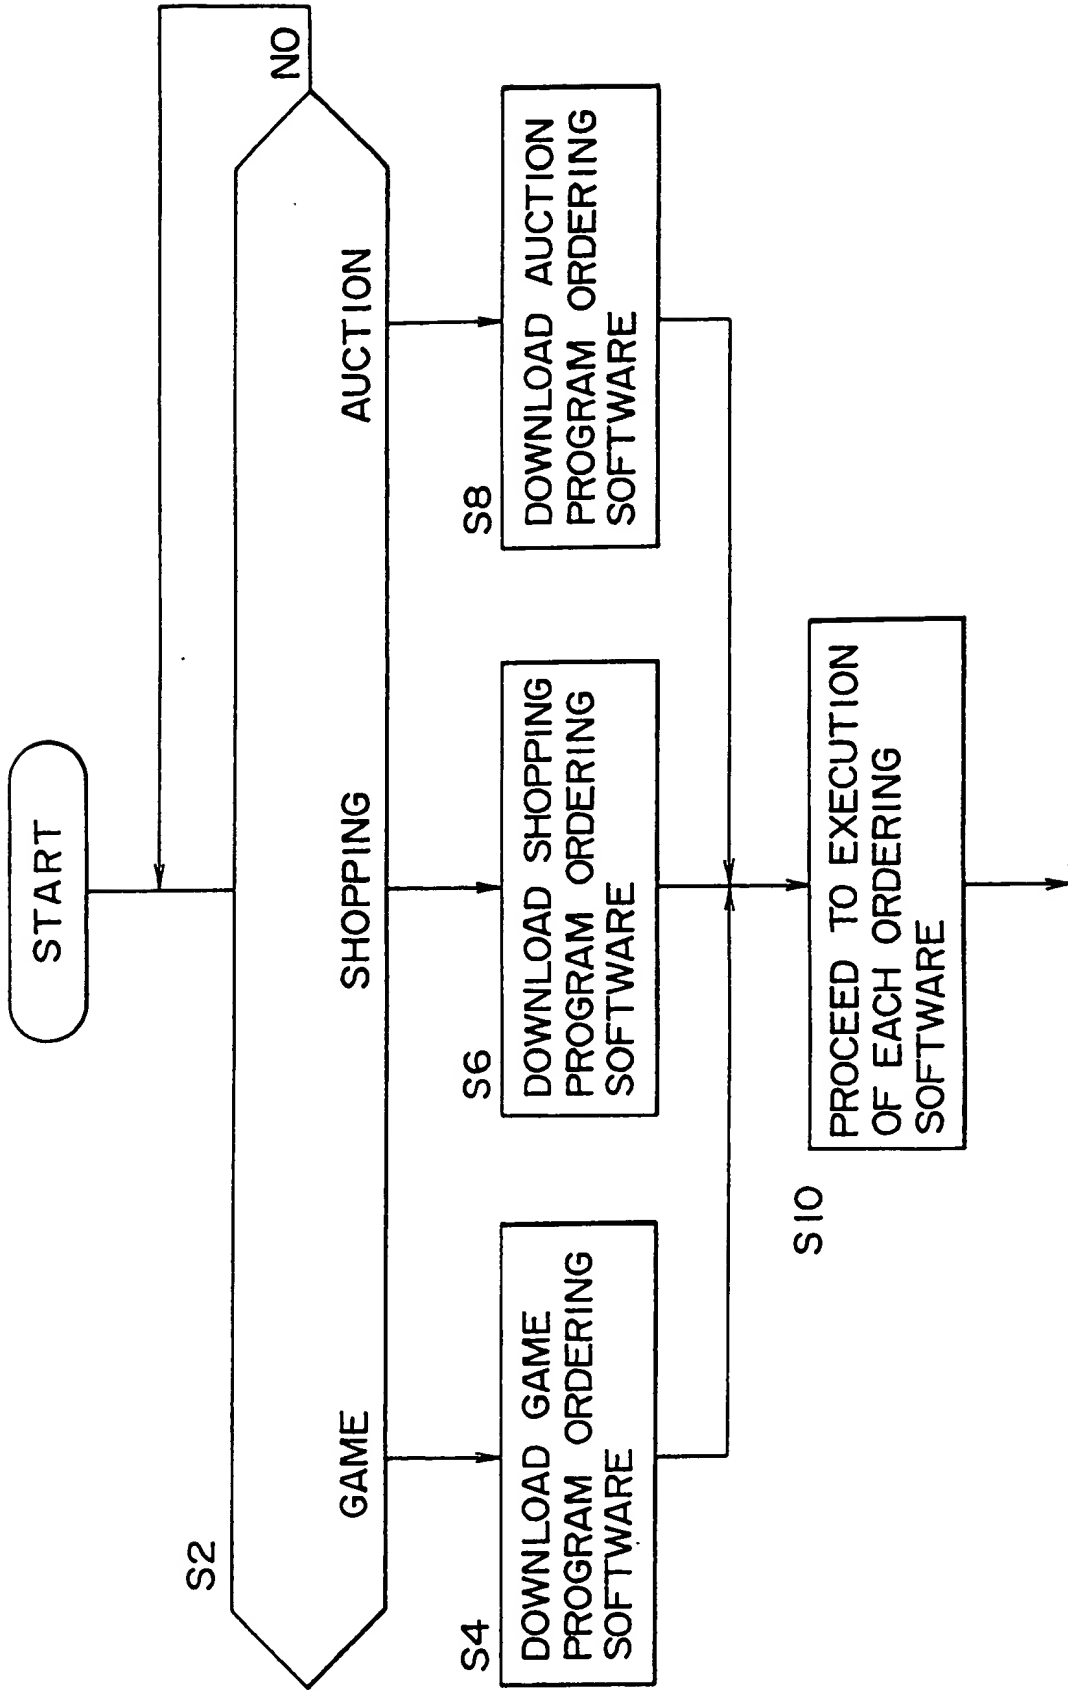 START
NO
S2
GAME
SHOPPING
AUCTION
S4
DOWNLOAD GAME
PROGRAM ORDERING
SOFTWARE
S6
DOWNLOAD SHOPPING
PROGRAM ORDERING
SOFTWARE
S8
DOWNLOAD AUCTION
PROGRAM ORDERING
SOFTWARE
S10
PROCEED TO EXECUTION
OF EACH ORDERING
SOFTWARE